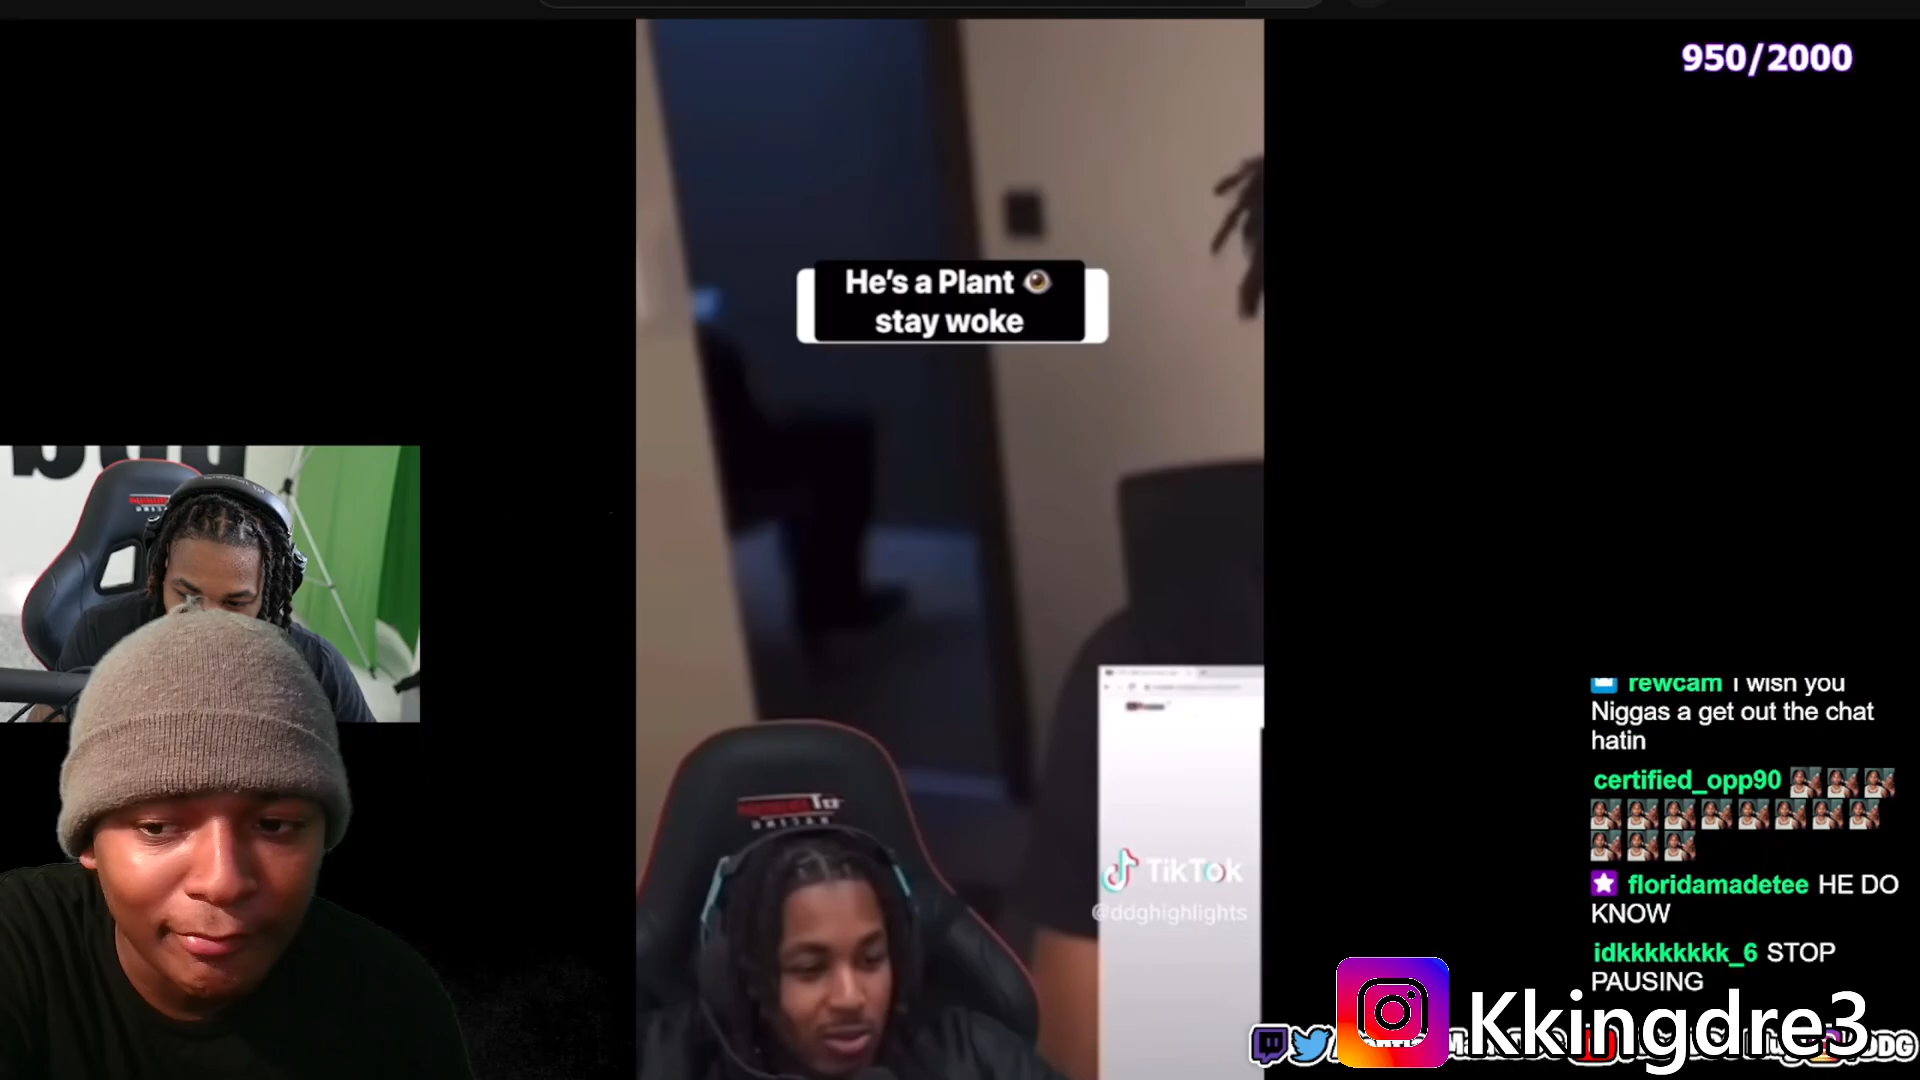 950/2000
He's a Plant 👁
stay woke
TikTok
@ddghighlights
rewcam I wish you
Niggas a get out the chat
hatin
certified_opp90
floridamadetee HE DO
KNOW
idkkkkkkkk_6 STOP
PAUSING
Kkingdre3
DDG